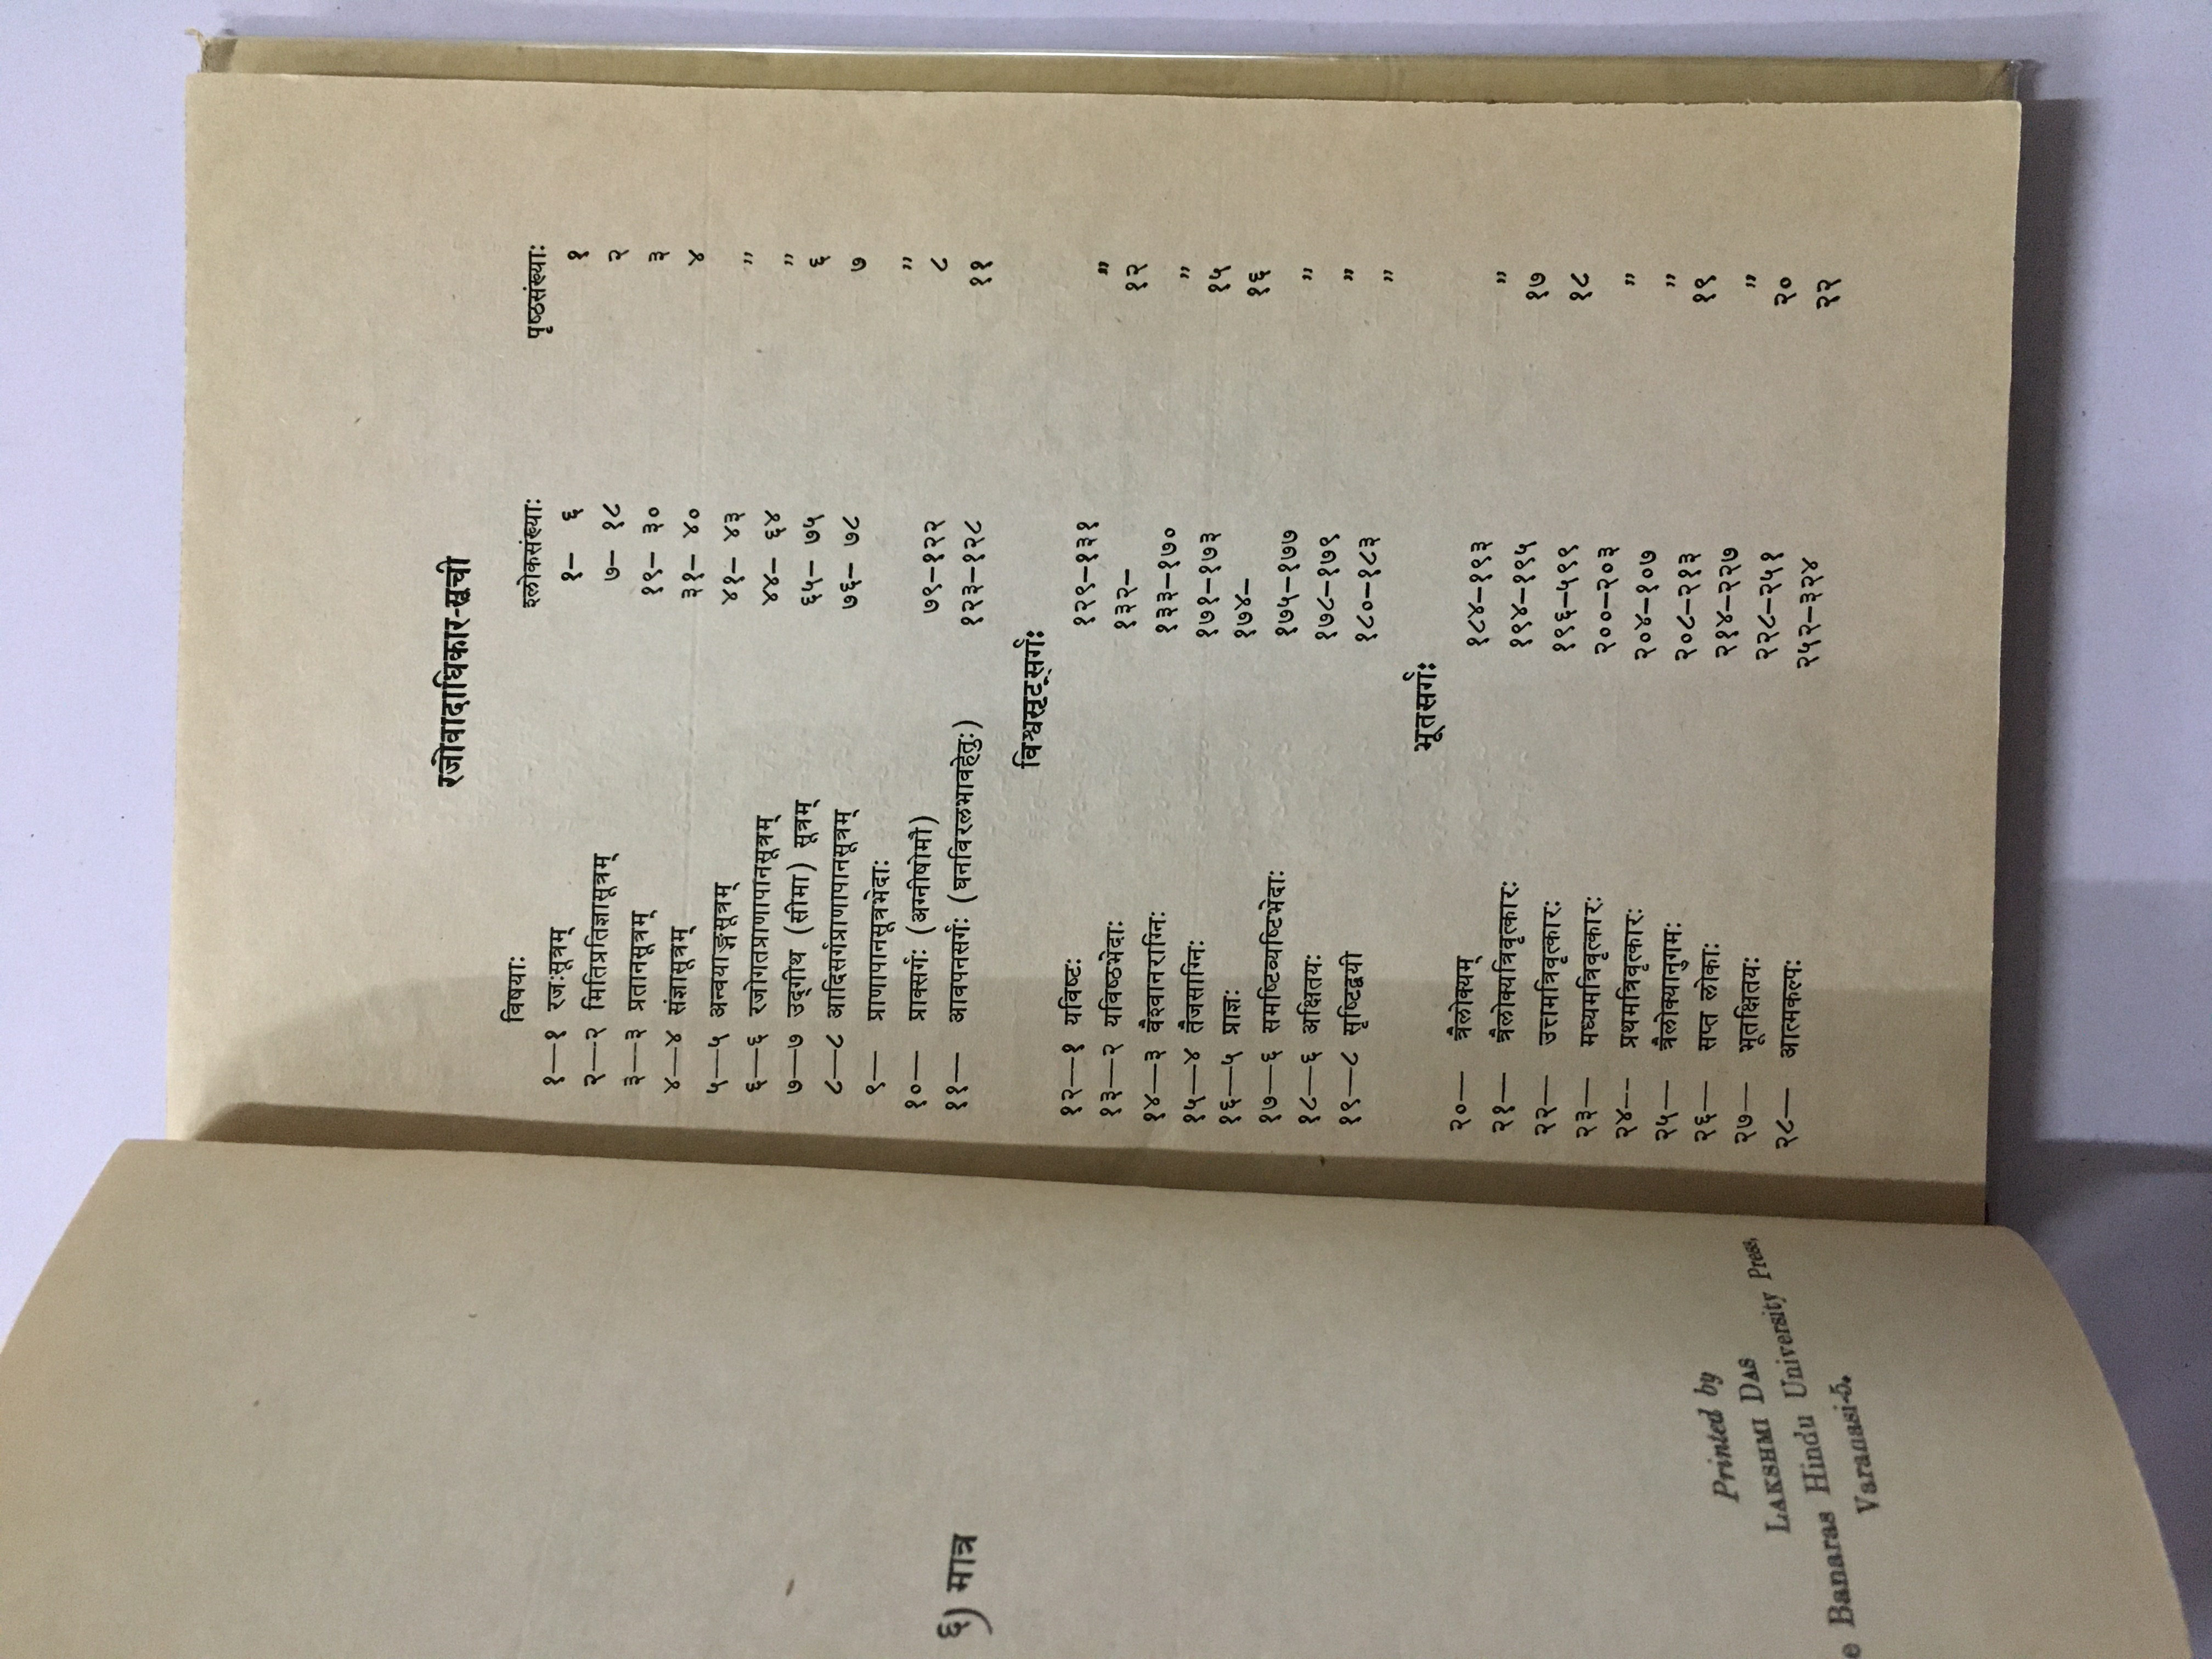 ६) मात्र
Printed by
LAKSHMI DAS
e Banaras Hindu University Press,
Varanasi-5.
रजोवादाधिकार-सूची
विषयाः श्लोकसंख्याः पृष्ठसंख्याः
१—१ रजःसूत्रम् १– ६ १
२—२ मितिप्रतिज्ञासूत्रम् ७– १८ २
३—३ प्रतानसूत्रम् १९– ३० ३
४—४ संज्ञासूत्रम् ३१– ४० ४
५—५ अन्वयाङ्गसूत्रम् ४१– ४३ ”
६—६ रजोगतप्राणापानसूत्रम् ४४– ६४ ”
७—७ उद्गीथ (सीमा) सूत्रम् ६५– ७५ ६
८—८ आदिसर्गप्राणापानसूत्रम् ७६– ७८ ७
९— प्राणापानसूत्रभेदाः ”
१०— प्राक्सर्गः (अग्नीषोमौ) ७९–१२२ ८
११— आवपनसर्गः (घनविरलभावहेतुः) १२३–१२८ ११
विश्वसृट्सर्गः
१२—१ यविष्टः १२९–१३१ ”
१३—२ यविष्ठभेदाः १३२– १२
१४—३ वैश्वानराग्निः १३३–१७० ”
१५—४ तैजसाग्निः १७१–१७३ १५
१६—५ प्राज्ञः १७४– १६
१७—६ समष्टिव्यष्टिभेदाः १७५–१७७ ”
१८—६ अक्षितयः १७८–१७९ ”
१९—८ सृष्टिद्वयी १८०–१८३ ”
भूतसर्गः
२०— त्रैलोक्यम् १८४–१९३ ”
२१— त्रैलोक्यत्रिवृत्कारः १९४–१९५ १७
२२— उत्तमत्रिवृत्कारः १९६–५९९ १८
२३— मध्यमत्रिवृत्कारः २००–२०३ ”
२४--- प्रथमत्रिवृत्कारः २०४–१०७ ”
२५— त्रैलोक्यानुगमः २०८–२१३ १९
२६— सप्त लोकाः २१४–२२७ ”
२७— भूतक्षितयः २२८–२५१ २०
२८— आत्मकल्पः २५२–३२४ २२